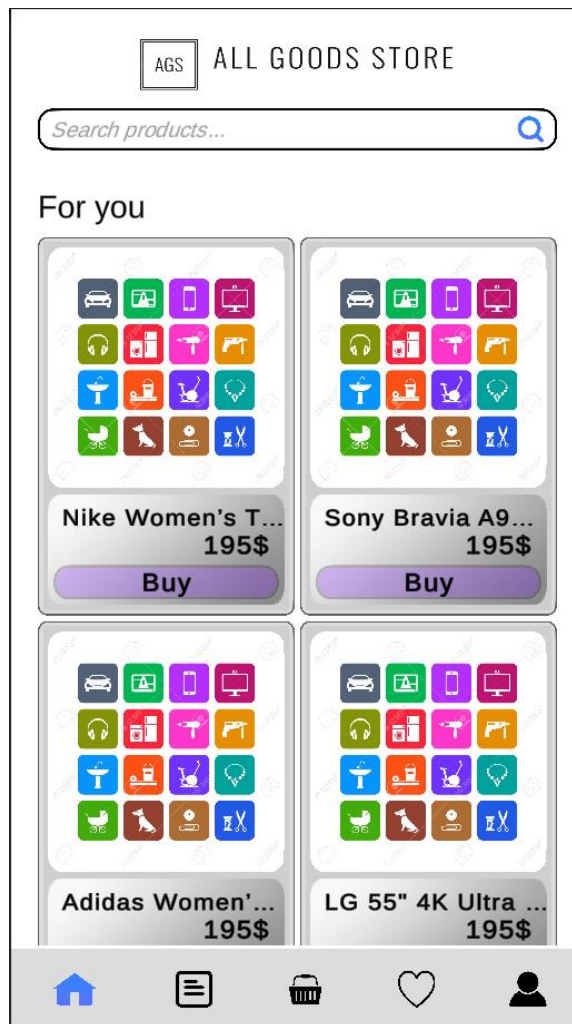 AGS ALL GOODS STORE
Search products...
For you
Nike Women's T...
195$
Buy
Sony Bravia A9...
195$
Buy
Adidas Women'...
195$
LG 55" 4K Ultra ...
195$